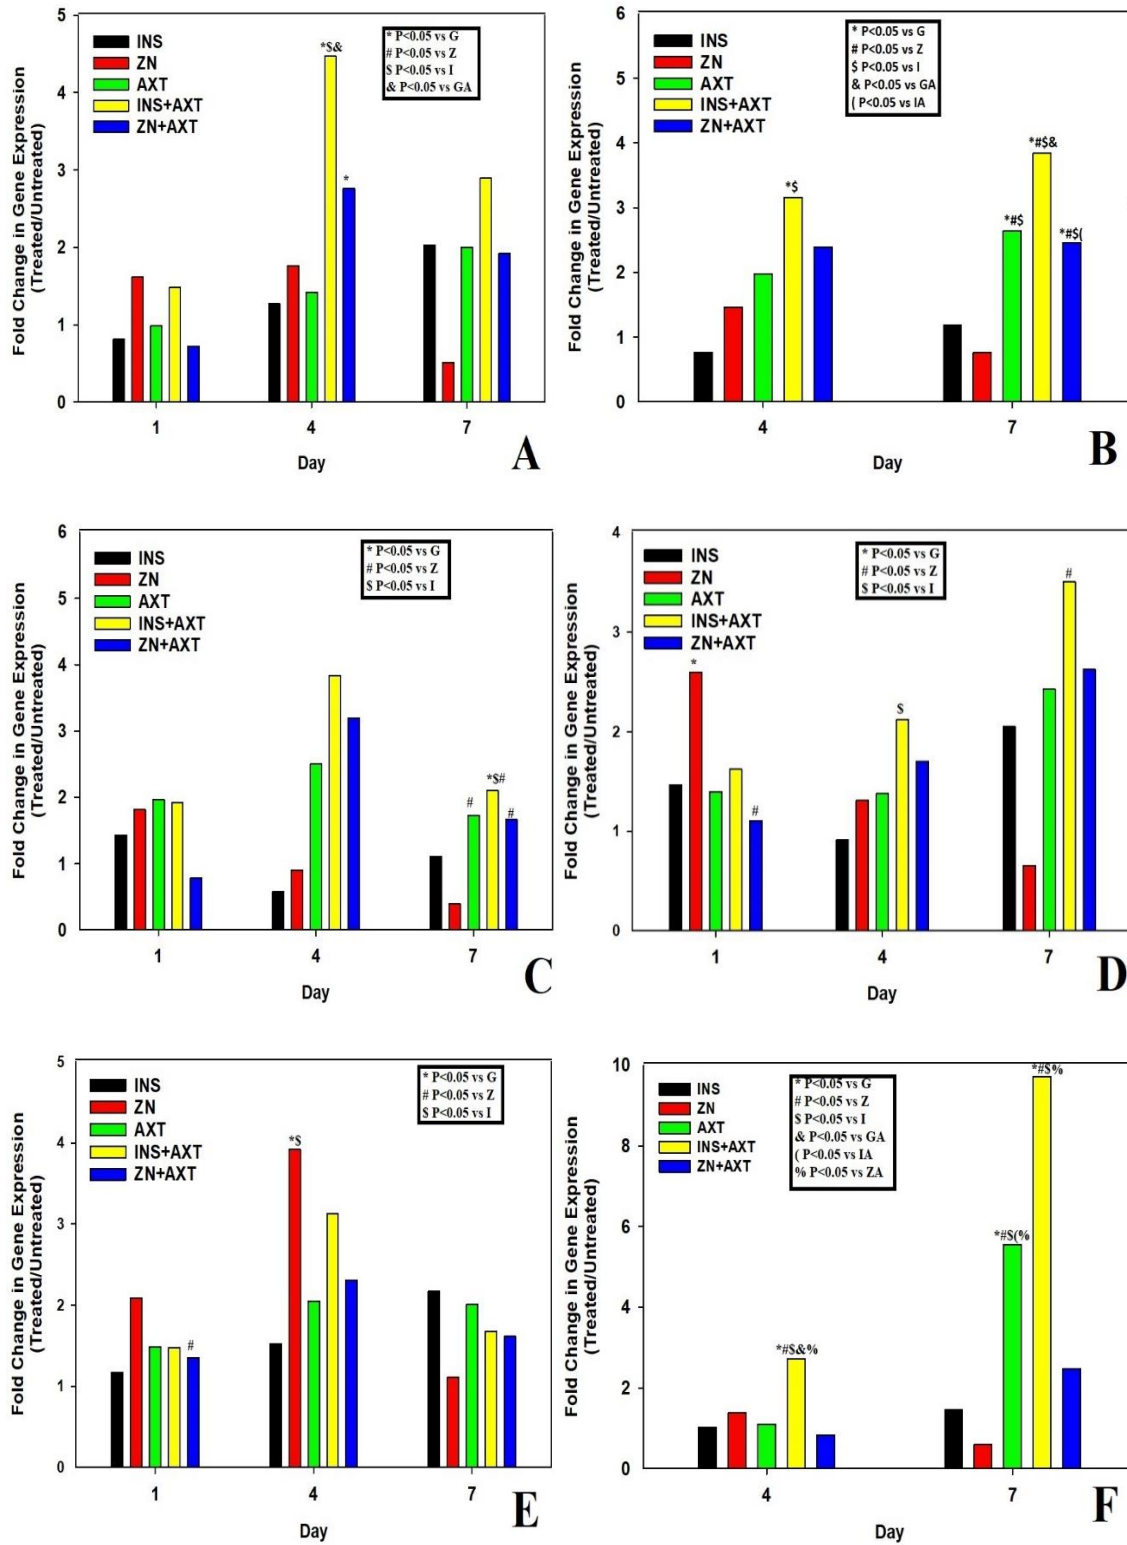 Fold Change in Gene Expression
(Treated/Untreated)
5
4
3
2
1
0
INS
ZN
AXT
INS+AXT
ZN+AXT
* P<0.05 vs G
# P<0.05 vs Z
$ P<0.05 vs I
& P<0.05 vs GA
*$&
*
1
4
7
Day
A
Fold Change in Gene Expression
(Treated/Untreated)
6
5
4
3
2
1
0
INS
ZN
AXT
INS+AXT
ZN+AXT
* P<0.05 vs G
# P<0.05 vs Z
$ P<0.05 vs I
& P<0.05 vs GA
( P<0.05 vs IA
*$
*#$
*#$&
*#$(
4
7
Day
B
Fold Change in Gene Expression
(Treated/Untreated)
6
5
4
3
2
1
0
INS
ZN
AXT
INS+AXT
ZN+AXT
* P<0.05 vs G
# P<0.05 vs Z
$ P<0.05 vs I
#
*$#
#
1
4
7
Day
C
Fold Change in Gene Expression
(Treated/Untreated)
4
3
2
1
0
INS
ZN
AXT
INS+AXT
ZN+AXT
* P<0.05 vs G
# P<0.05 vs Z
$ P<0.05 vs I
*
#
$
#
1
4
7
Day
D
Fold Change in Gene Expression
(Treated/Untreated)
5
4
3
2
1
0
INS
ZN
AXT
INS+AXT
ZN+AXT
* P<0.05 vs G
# P<0.05 vs Z
$ P<0.05 vs I
#
*$
1
4
7
Day
E
Fold Change in Gene Expression
(Treated/Untreated)
10
8
6
4
2
0
INS
ZN
AXT
INS+AXT
ZN+AXT
* P<0.05 vs G
# P<0.05 vs Z
$ P<0.05 vs I
& P<0.05 vs GA
( P<0.05 vs IA
% P<0.05 vs ZA
*#$&%
*#$(%
*#$%
4
7
Day
F